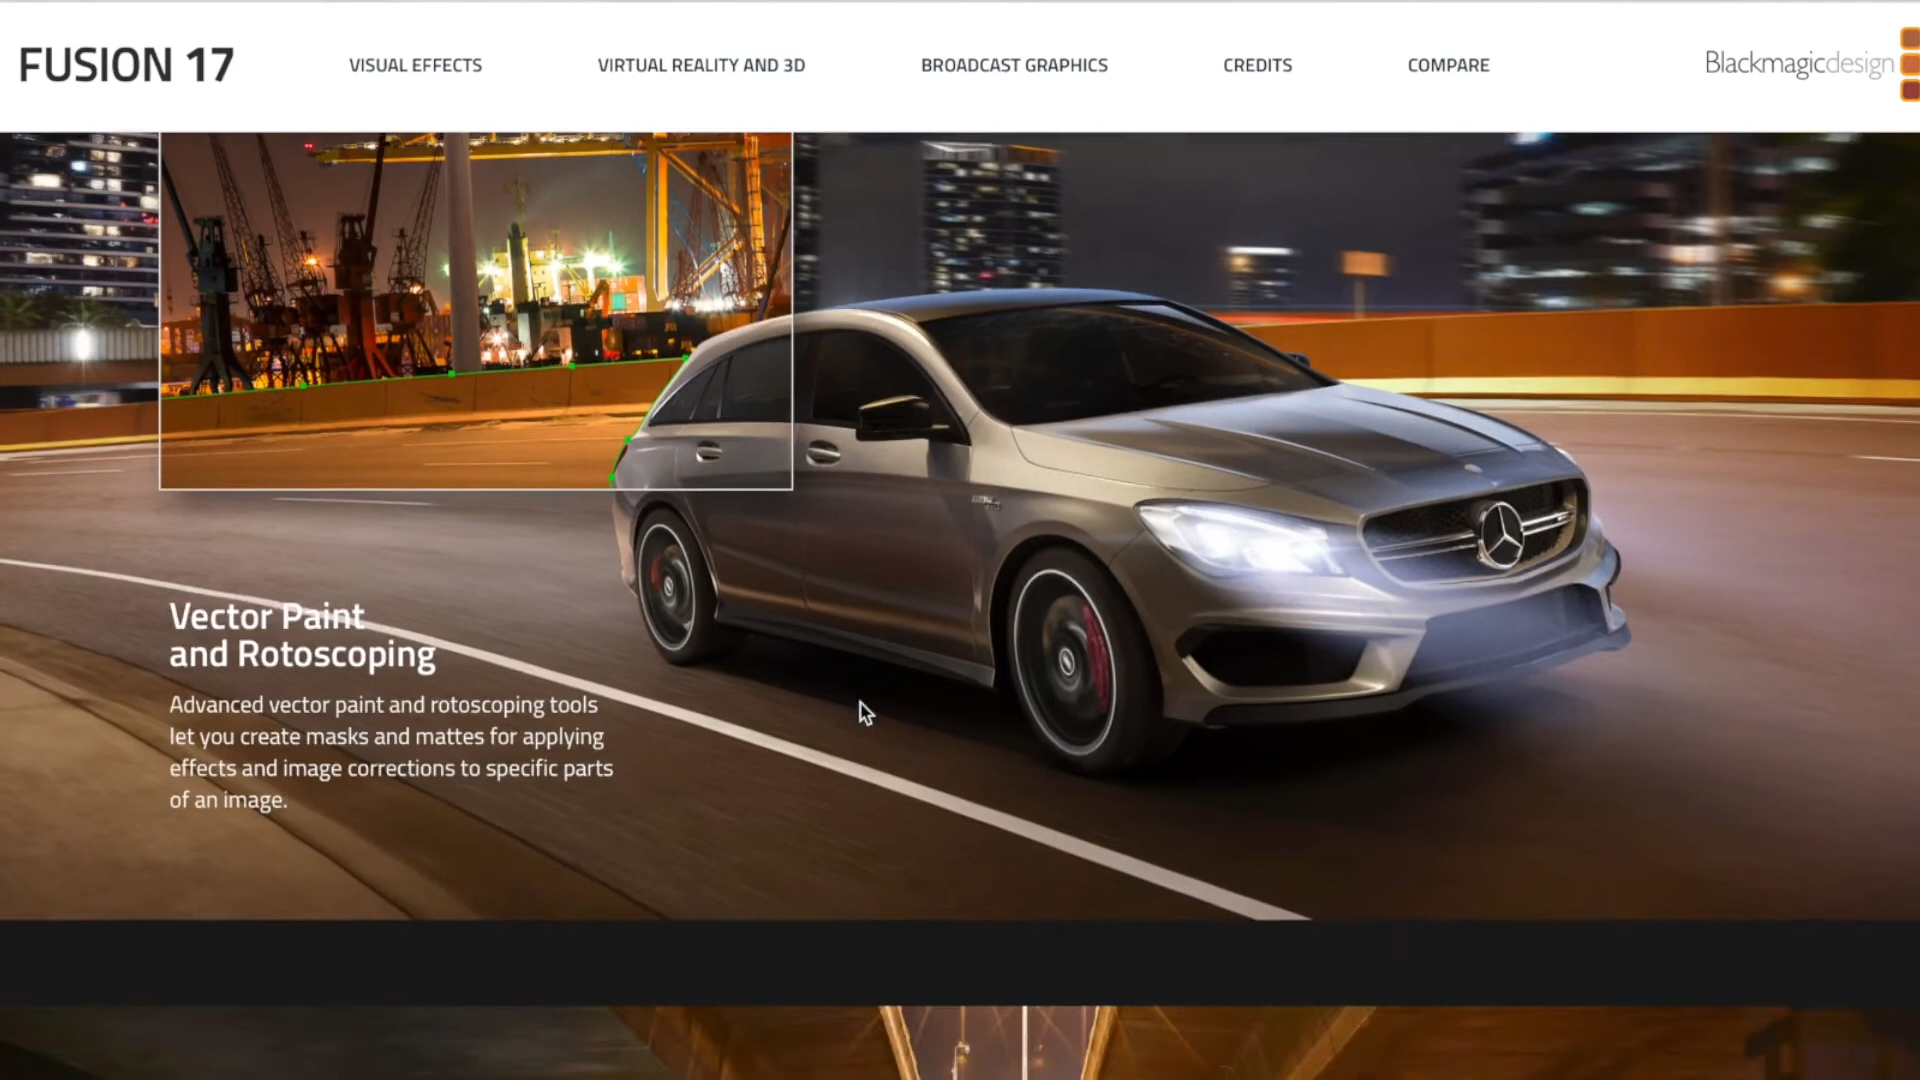 FUSION 17
VISUAL EFFECTS
VIRTUAL REALITY AND 3D
BROADCAST GRAPHICS
CREDITS
COMPARE
Blackmagicdesign
Vector Paint
and Rotoscoping
Advanced vector paint and rotoscoping tools
let you create masks and mattes for applying
effects and image corrections to specific parts
of an image.